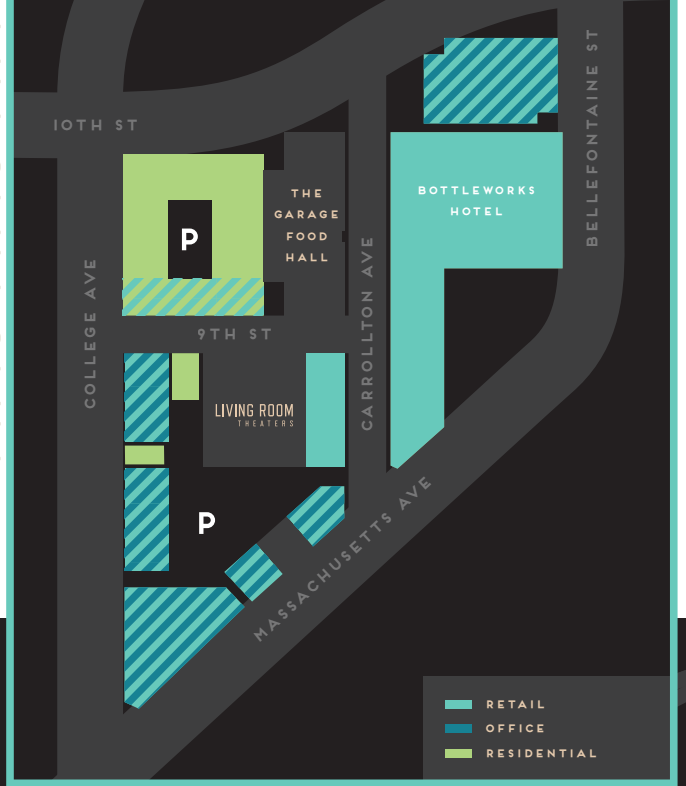 BELLEFONTAINE ST
10TH ST
BOTTLEWORKS
HOTEL
THE
GARAGE
FOOD
HALL
P
COLLEGE AVE
CARROLLTON AVE
9TH ST
LIVING ROOM
THEATERS
P
MASSACHUSETTS AVE
RETAIL
OFFICE
RESIDENTIAL